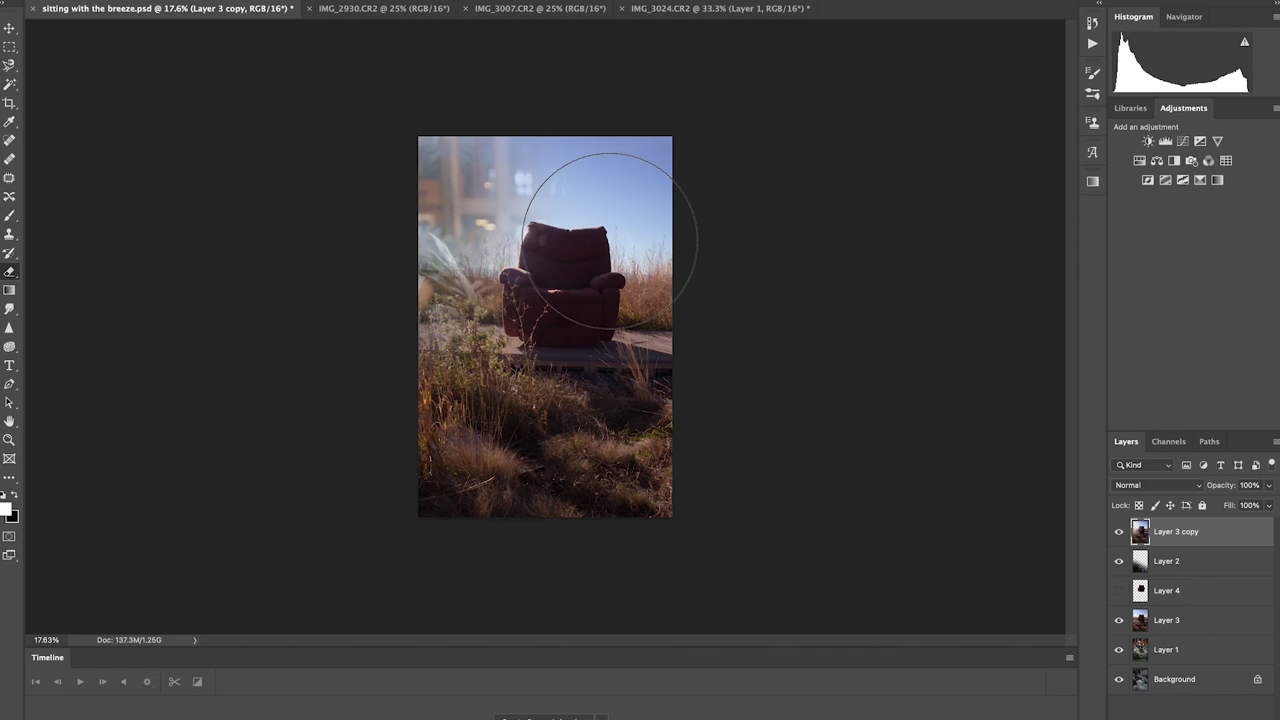 sitting with the breeze.psd @ 17.6% (Layer 3 copy, RGB/16*) *
IMG_2930.CR2 @ 25% (RGB/16*)
IMG_3007.CR2 @ 25% (RGB/16*)
IMG_3024.CR2 @ 33.3% (Layer 1, RGB/16*) *
Histogram
Navigator
Libraries
Adjustments
Add an adjustment
Layers
Channels
Paths
Kind
Normal
Opacity: 100%
Lock:
Fill: 100%
Layer 3 copy
Layer 2
Layer 4
Layer 3
Layer 1
Background
17.63%
Doc: 137.3M/1.25G
Timeline